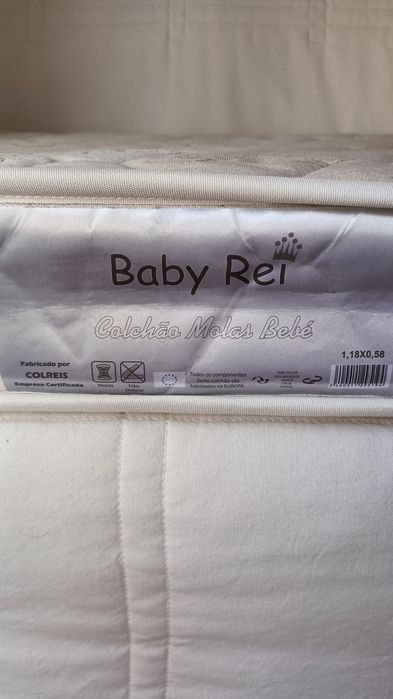 Baby Rei
Colchão Molas Bebé
1,18X0,58
Fabricado por
COLREIS
Empresa Certificada
Molas
Não
Todos os componentes
deste colchão são
fabricados na EUROPA.